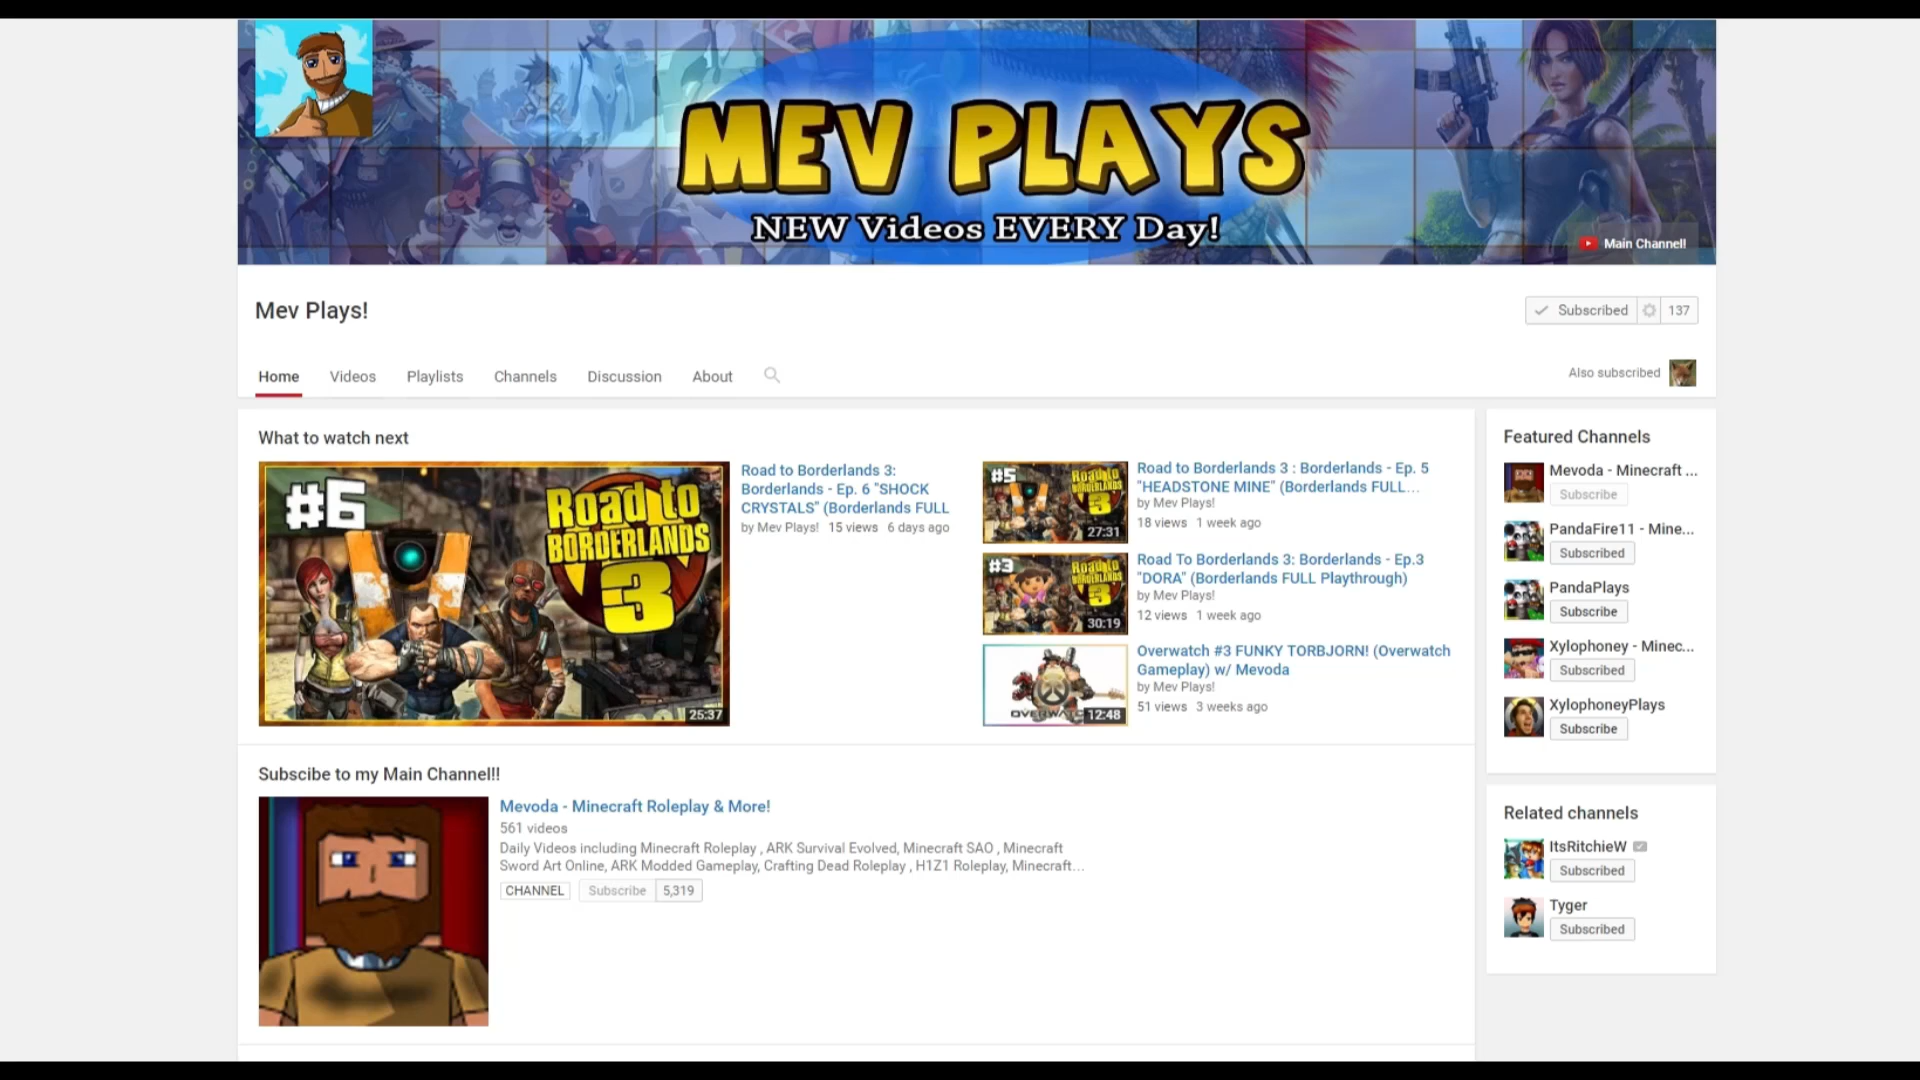 MEV PLAYS
NEW Videos EVERY Day!
Main Channel!
Mev Plays!
Subscribed 137
Home Videos Playlists Channels Discussion About
Also subscribed
What to watch next
#6
Road to
BORDERLANDS
3
25:37
Road to Borderlands 3:
Borderlands - Ep. 6 "SHOCK
CRYSTALS" (Borderlands FULL
by Mev Plays! 15 views 6 days ago
#5
Road to
BORDERLANDS
3
27:31
Road to Borderlands 3 : Borderlands - Ep. 5
"HEADSTONE MINE" (Borderlands FULL...
by Mev Plays!
18 views 1 week ago
#3
Road to
BORDERLANDS
3
30:19
Road To Borderlands 3: Borderlands - Ep.3
"DORA" (Borderlands FULL Playthrough)
by Mev Plays!
12 views 1 week ago
12:48
Overwatch #3 FUNKY TORBJORN! (Overwatch
Gameplay) w/ Mevoda
by Mev Plays!
51 views 3 weeks ago
Subscibe to my Main Channel!!
Mevoda - Minecraft Roleplay & More!
561 videos
Daily Videos including Minecraft Roleplay , ARK Survival Evolved, Minecraft SAO , Minecraft
Sword Art Online, ARK Modded Gameplay, Crafting Dead Roleplay , H1Z1 Roleplay, Minecraft...
CHANNEL Subscribe 5,319
Featured Channels
Mevoda - Minecraft ...
Subscribe
PandaFire11 - Mine...
Subscribed
PandaPlays
Subscribe
Xylophoney - Minec...
Subscribed
XylophoneyPlays
Subscribe
Related channels
ItsRitchieW
Subscribed
Tyger
Subscribed